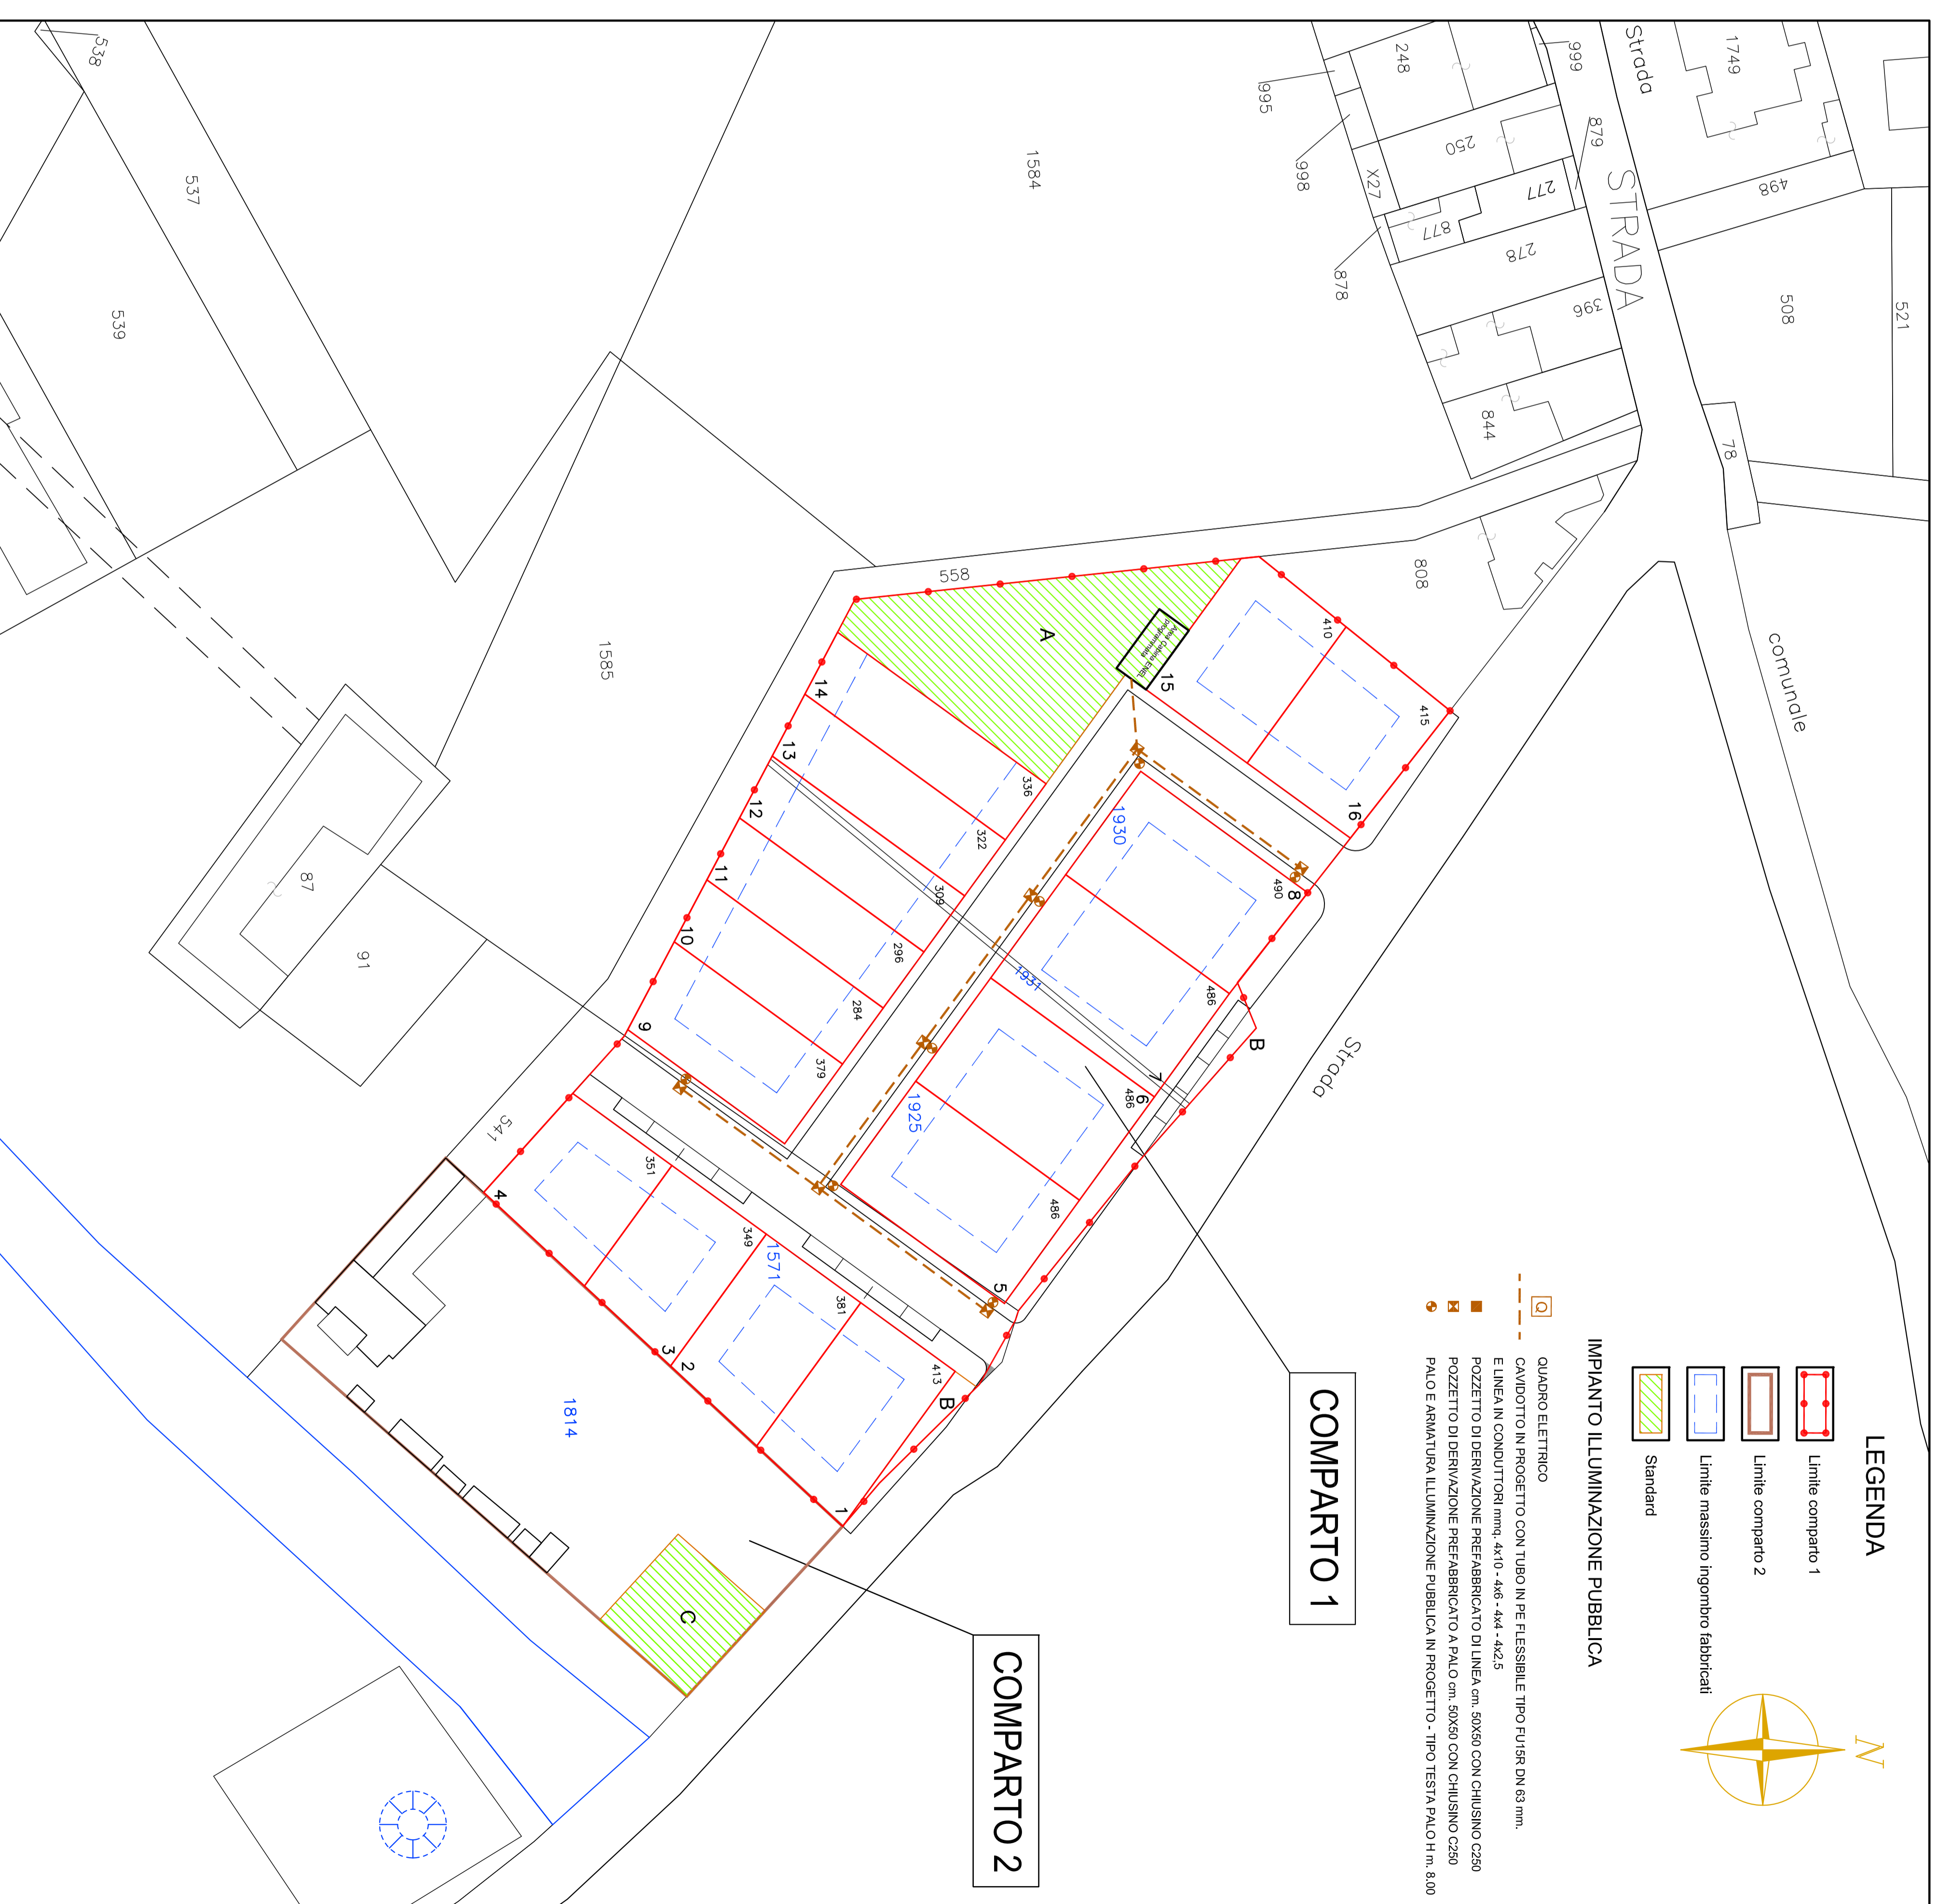 LEGENDA
N
Limite comparto 1
Limite comparto 2
Limite massimo ingombro fabbricati
Standard
IMPIANTO ILLUMINAZIONE PUBBLICA
Q
QUADRO ELETTRICO
CAVIDOTTO IN PROGETTO CON TUBO IN PE FLESSIBILE TIPO FU15R DN 63 mm.
E LINEA IN CONDUTTORI mmq. 4x10 - 4x6 - 4x4 - 4x2,5
POZZETTO DI DERIVAZIONE PREFABBRICATO DI LINEA cm. 50X50 CON CHIUSINO C250
POZZETTO DI DERIVAZIONE PREFABBRICATO A PALO cm. 50X50 CON CHIUSINO C250
PALO E ARMATURA ILLUMINAZIONE PUBBLICA IN PROGETTO - TIPO TESTA PALO H m. 8.00
COMPARTO 1
COMPARTO 2
521
508
498
1749
Strada
STRADA
comunale
78
999
879
248
250
277
877
278
396
844
X27
995
998
878
808
1584
558
537
538
539
1585
87
91
541
Strada
A
Area Cabina ENEL
programmata
410
415
15
16
1930
490
8
486
1931
B
7
486
6
1925
486
5
14
336
13
322
309
12
296
11
284
10
379
9
351
4
349
1571
3
2
381
413
B
1
1814
C